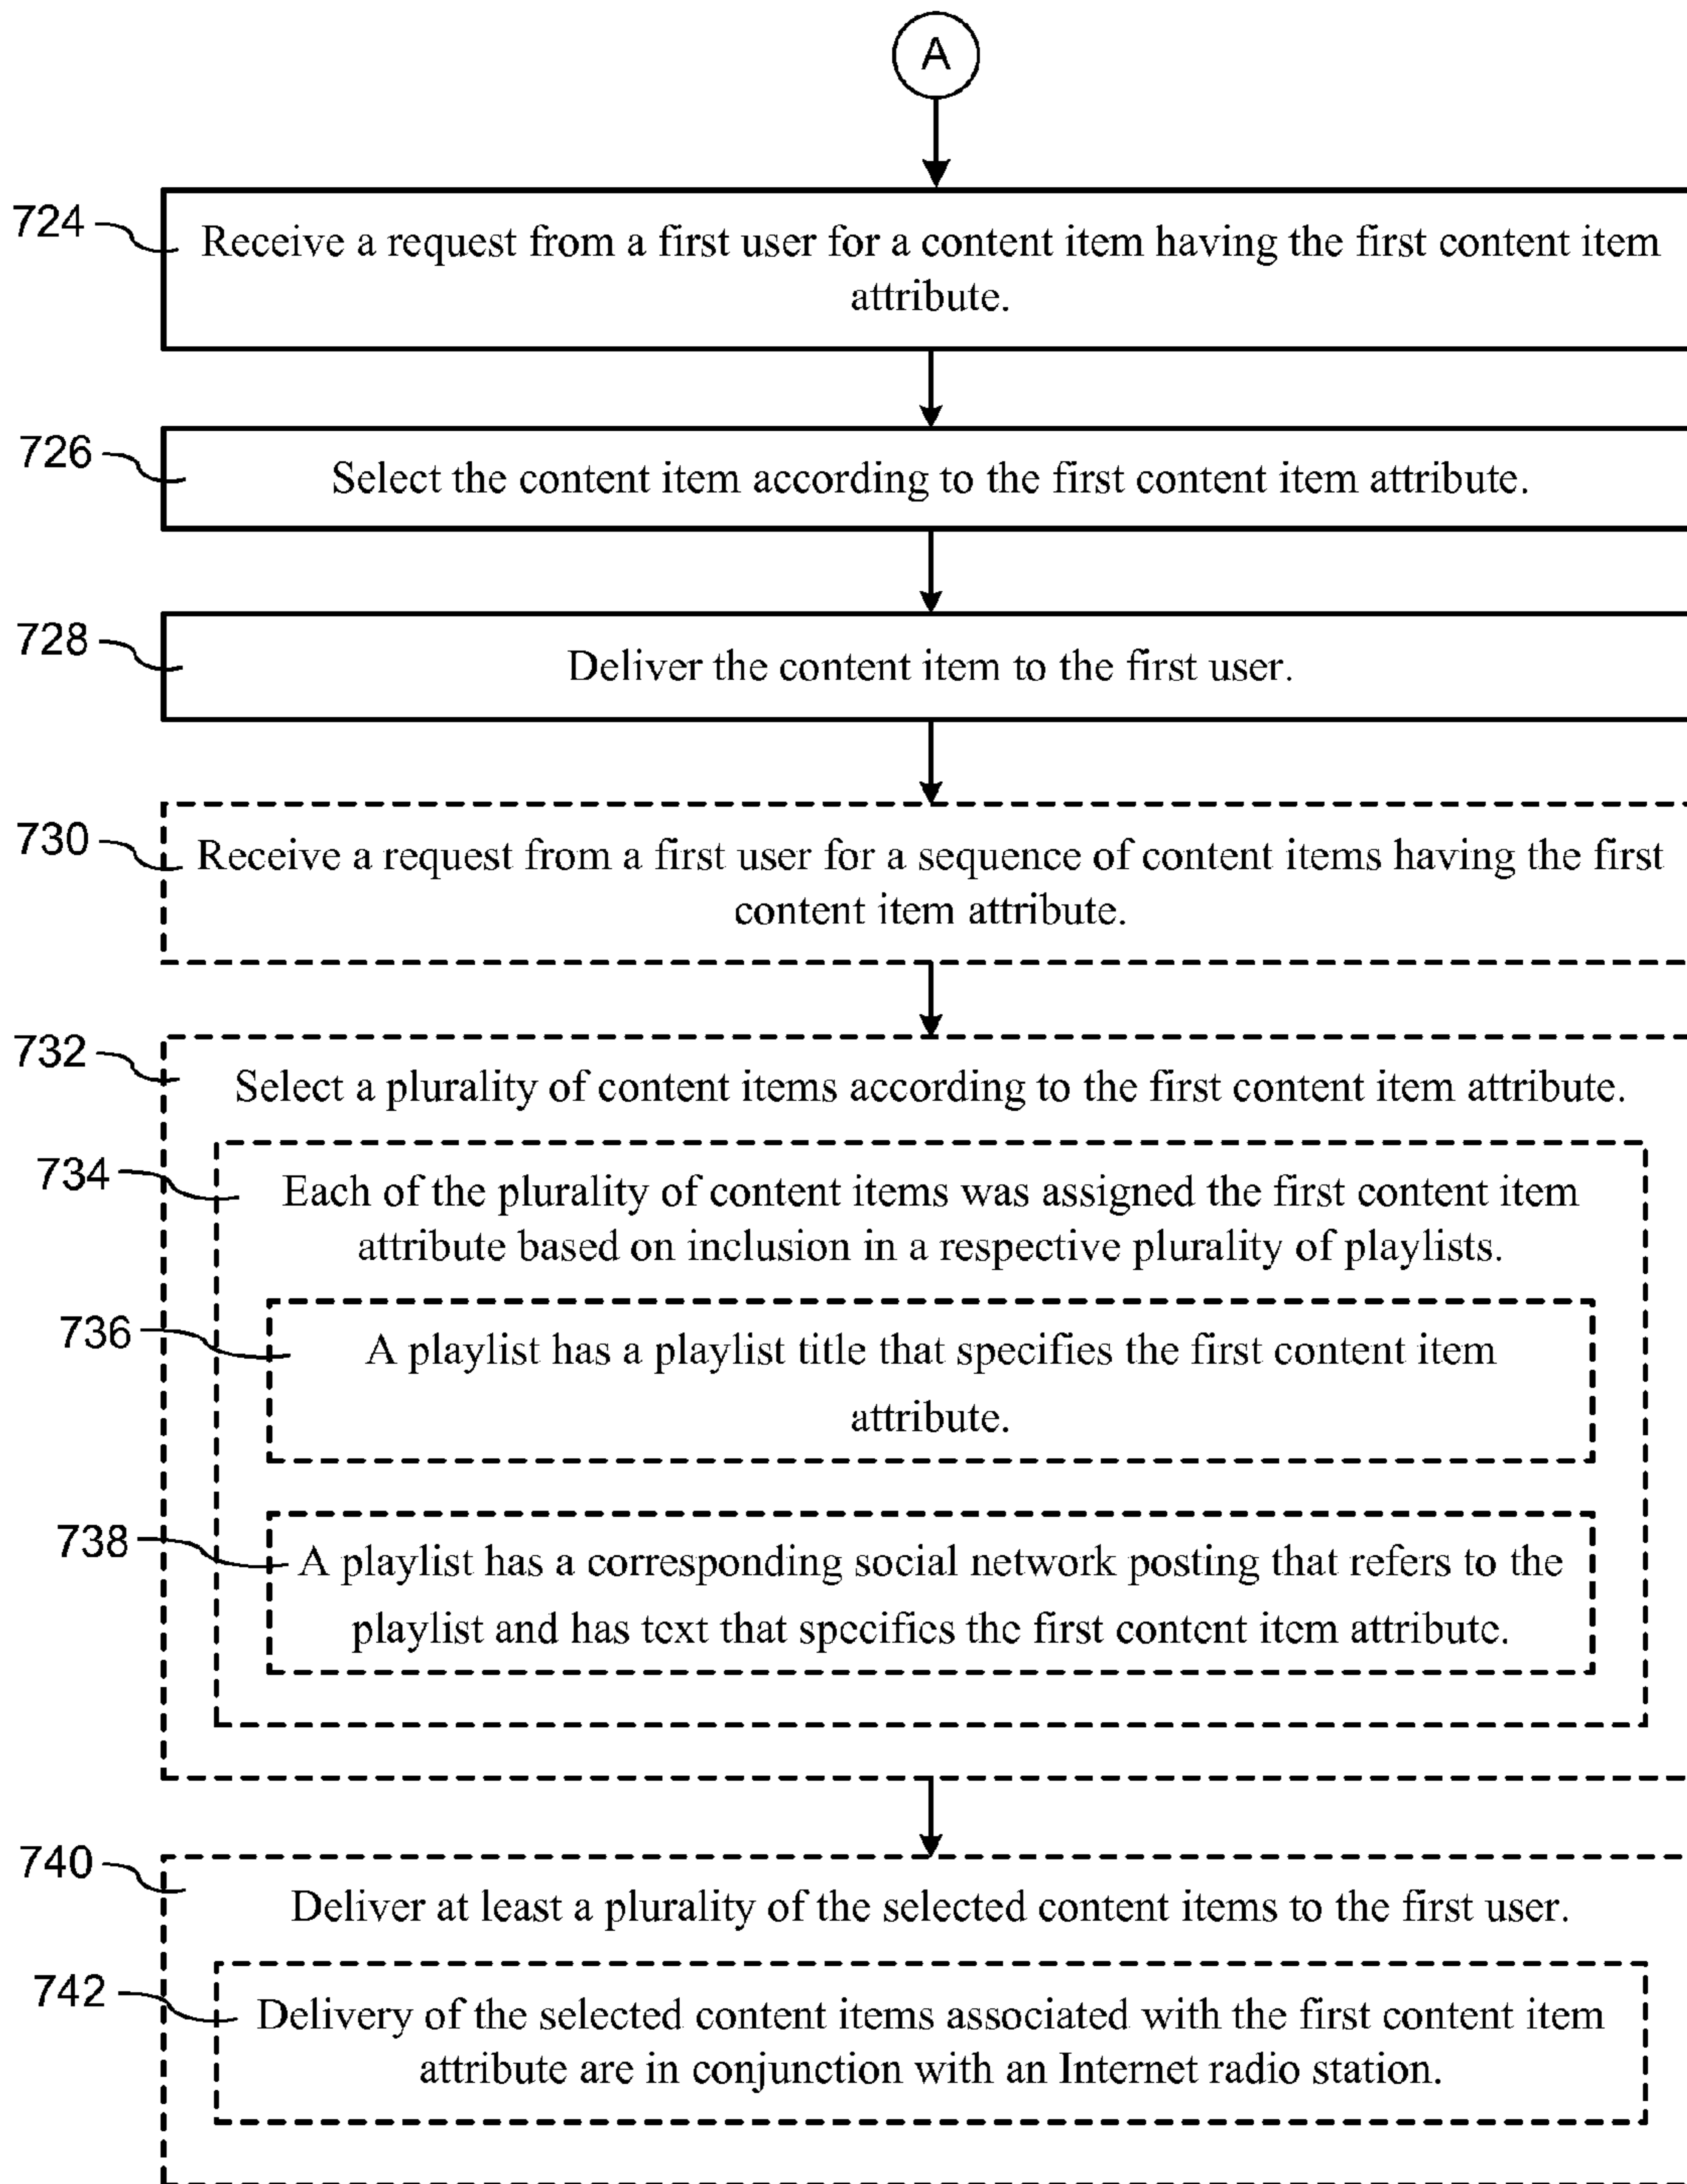 A
724
Receive a request from a first user for a content item having the first content item
attribute.
726
Select the content item according to the first content item attribute.
728
Deliver the content item to the first user.
730
Receive a request from a first user for a sequence of content items having the first
content item attribute.
732
Select a plurality of content items according to the first content item attribute.
734
Each of the plurality of content items was assigned the first content item
attribute based on inclusion in a respective plurality of playlists.
736
A playlist has a playlist title that specifies the first content item
attribute.
738
A playlist has a corresponding social network posting that refers to the
playlist and has text that specifies the first content item attribute.
740
Deliver at least a plurality of the selected content items to the first user.
742
Delivery of the selected content items associated with the first content item
attribute are in conjunction with an Internet radio station.